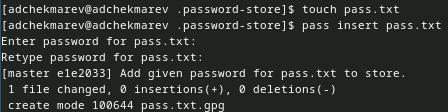 [adchekmarev@adchekmarev .password-store]$ touch pass.txt
[adchekmarev@adchekmarev .password-store]$ pass insert pass.txt
Enter password for pass.txt:
Retype password for pass.txt:
[master e1e2033] Add given password for pass.txt to store.
 1 file changed, 0 insertions(+), 0 deletions(-)
 create mode 100644 pass.txt.gpg